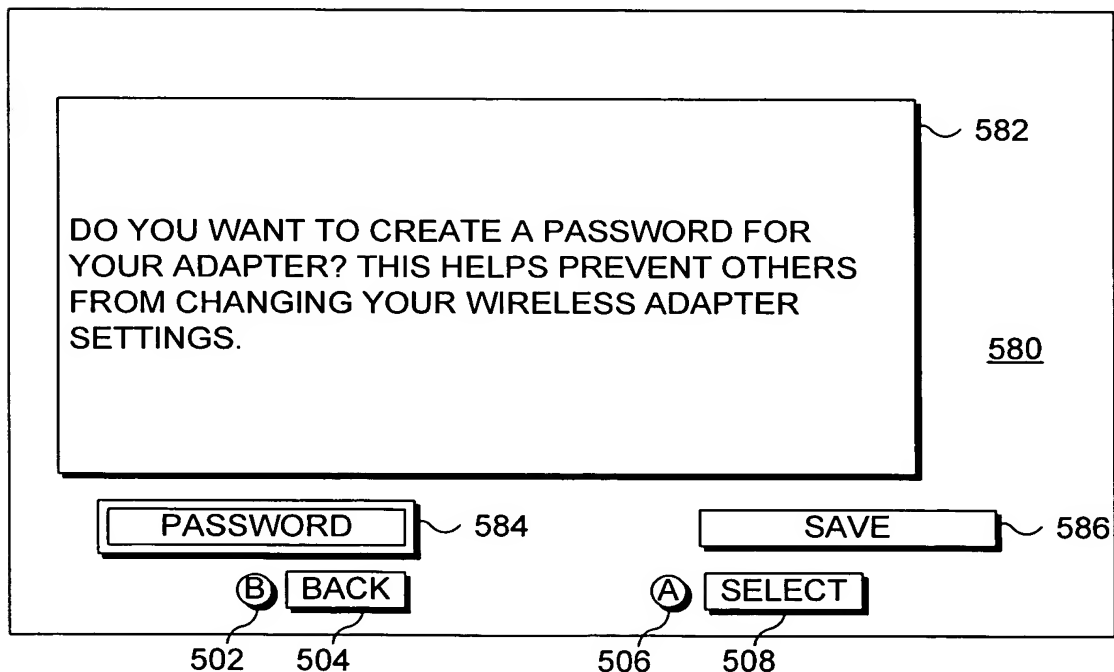 582
DO YOU WANT TO CREATE A PASSWORD FOR
YOUR ADAPTER? THIS HELPS PREVENT OTHERS
FROM CHANGING YOUR WIRELESS ADAPTER
SETTINGS.
580
PASSWORD 584 SAVE 586
B BACK A SELECT
502 504 506 508